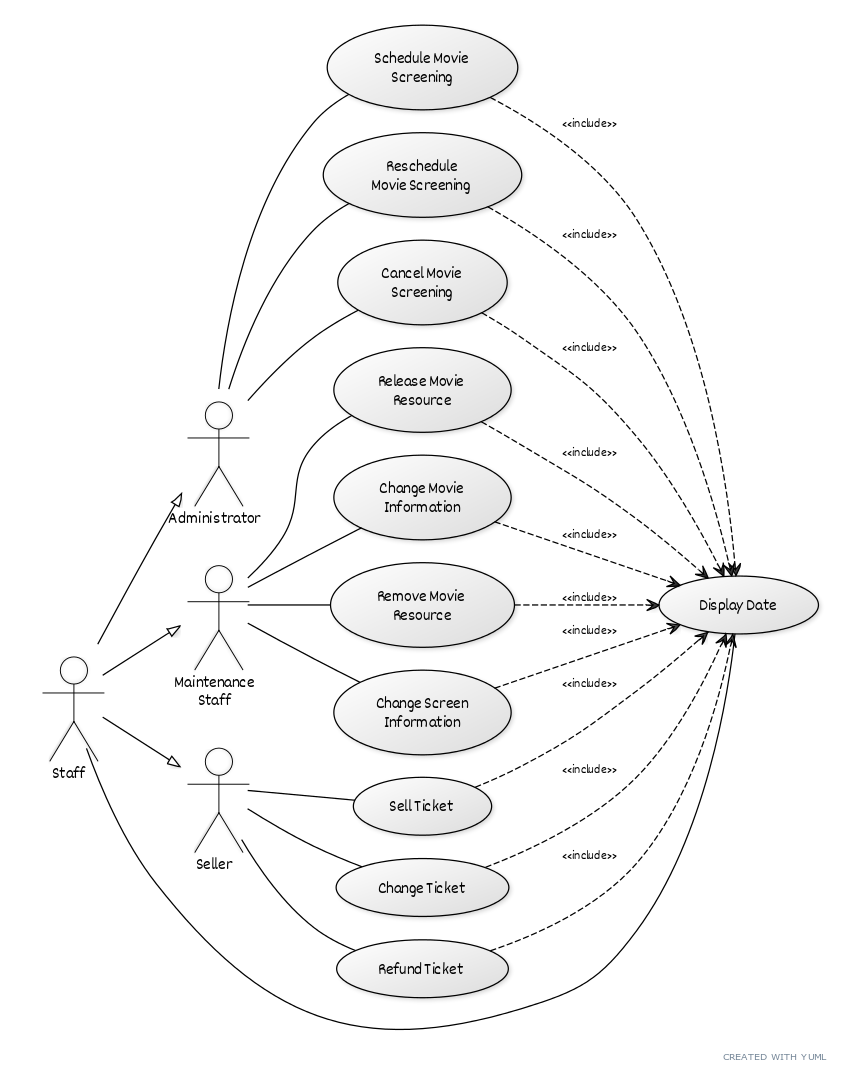 Schedule Movie
Screening
<<include>>
Reschedule
Movie Screening
<<include>>
Cancel Movie
Screening
<<include>>
Release Movie
Resource
<<include>>
Change Movie
Information
Administrator
<<include>>
Remove Movie
Resource
<<include>>
Display Date
<<include>>
Maintenance
Staff
Change Screen
Information
<<include>>
Staff
<<include>>
Sell Ticket
Seller
<<include>>
Change Ticket
Refund Ticket
CREATED WITH YUML